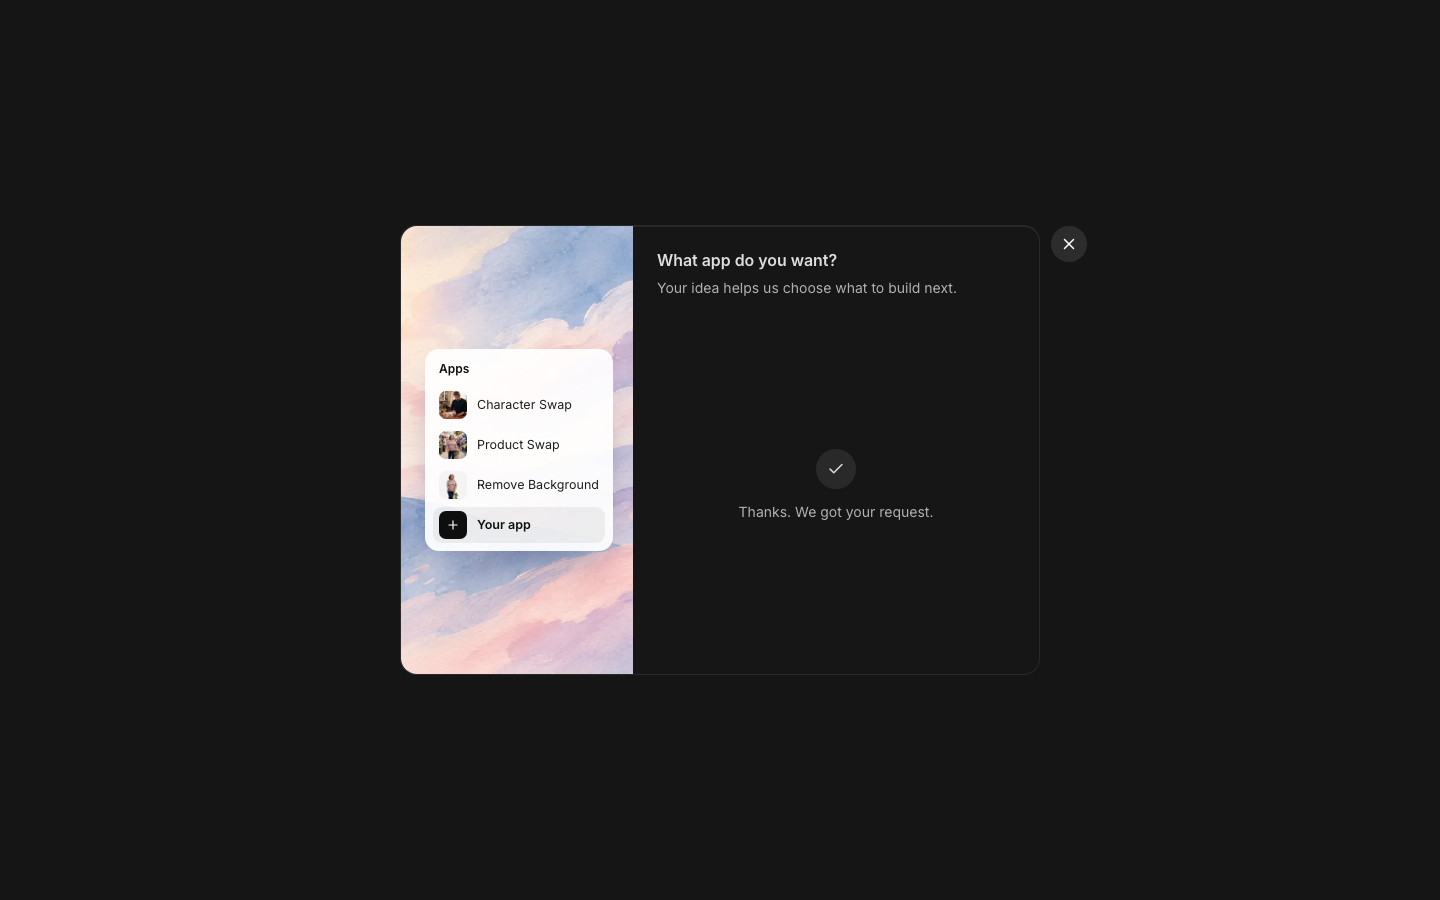 What app do you want?
Your idea helps us choose what to build next.
Apps
Character Swap
Product Swap
Remove Background
Your app
Thanks. We got your request.